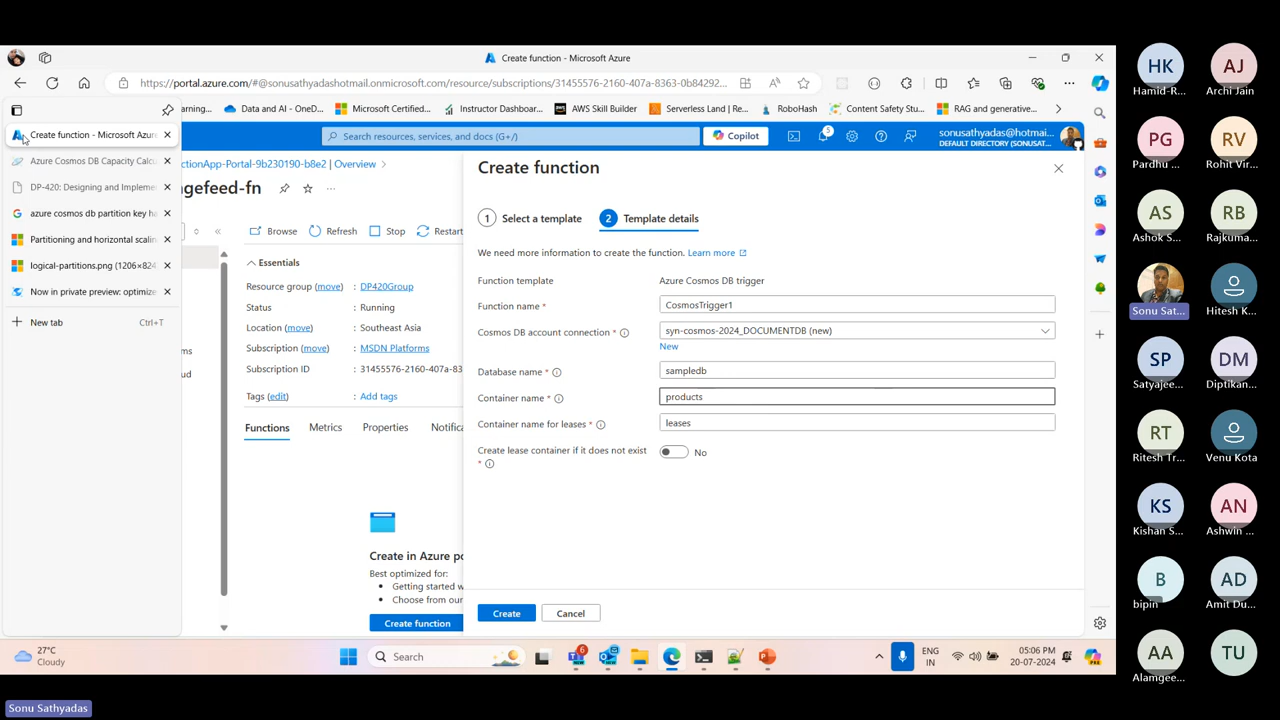 Create function - Microsoft Azure
https://portal.azure.com/#@sonusathyadashotmail.onmicrosoft.com/resource/subscriptions/31455576-2160-407a-8363-0b84292...
arning...
Data and AI - OneD...
Microsoft Certified...
Instructor Dashboar...
AWS Skill Builder
Serverless Land | Re...
RoboHash
Content Safety Stu...
RAG and generative...
Create function - Microsoft Azur
Azure Cosmos DB Capacity Calcu
DP-420: Designing and Impleme
azure cosmos db partition key ha
Partitioning and horizontal scalin
logical-partitions.png (1206×824
Now in private preview: optimize
New tab
Ctrl+T
Search resources, services, and docs (G+/)
Copilot
5
sonusathyadas@hotmai...
DEFAULT DIRECTORY (SONUSAT...
ctionApp-Portal-9b230190-b8e2 | Overview
gefeed-fn
Browse
Refresh
Stop
Restart
Essentials
Resource group (move) : DP420Group
Status : Running
Location (move) : Southeast Asia
Subscription (move) : MSDN Platforms
Subscription ID : 31455576-2160-407a-83
Tags (edit) : Add tags
ms
ud
Functions
Metrics
Properties
Notifica
Create in Azure po
Best optimized for:
• Getting started w
• Choose from our
Create function
Create function
1 Select a template
2 Template details
We need more information to create the function. Learn more
Function template
Azure Cosmos DB trigger
Function name *
CosmosTrigger1
Cosmos DB account connection *
syn-cosmos-2024_DOCUMENTDB (new)
New
Database name *
sampledb
Container name *
products
Container name for leases *
leases
Create lease container if it does not exist
*
No
Create
Cancel
27°C
Cloudy
Search
6
ENG
IN
05:06 PM
20-07-2024
HK
Hamid-R...
AJ
Archi Jain
PG
Pardhu ...
RV
Rohit Vir...
AS
Ashok S...
RB
Rajkuma...
Sonu Sat...
Hitesh K...
SP
Satyajee...
DM
Diptikan...
RT
Ritesh Tr...
Venu Kota
KS
Kishan S...
AN
Ashwin ...
B
bipin
AD
Amit Du...
AA
Alamgee...
TU
Sonu Sathyadas